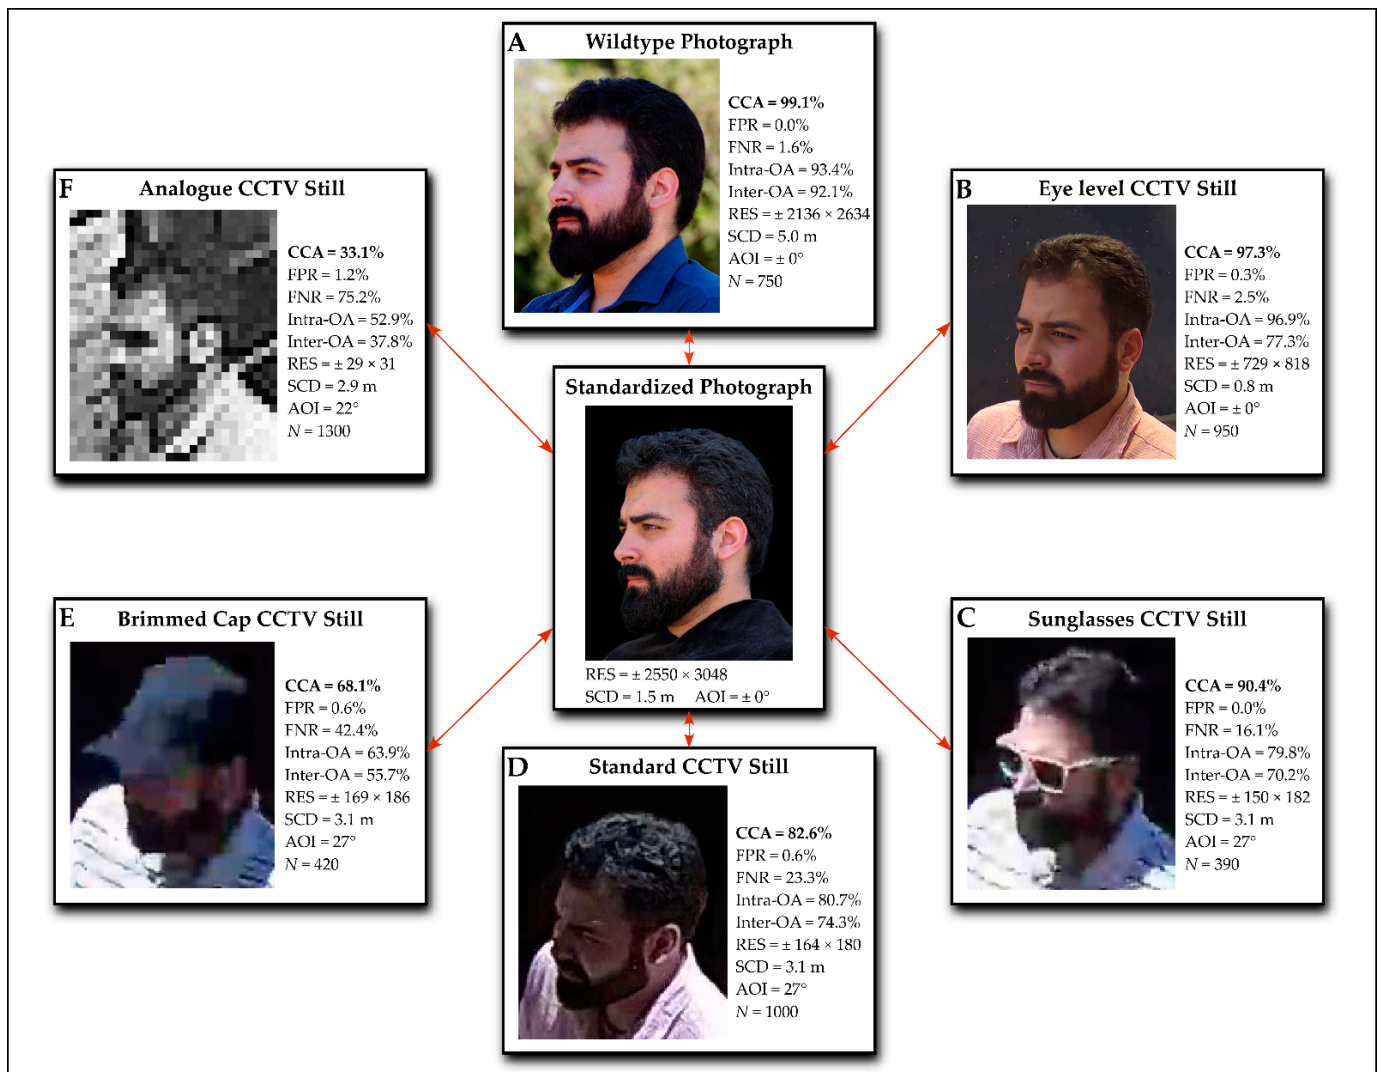 A Wildtype Photograph
CCA = 99.1%
FPR = 0.0%
FNR = 1.6%
Intra-OA = 93.4%
Inter-OA = 92.1%
RES = ± 2136 × 2634
SCD = 5.0 m
AOI = ± 0°
N = 750
F Analogue CCTV Still
CCA = 33.1%
FPR = 1.2%
FNR = 75.2%
Intra-OA = 52.9%
Inter-OA = 37.8%
RES = ± 29 × 31
SCD = 2.9 m
AOI = 22°
N = 1300
B Eye level CCTV Still
CCA = 97.3%
FPR = 0.3%
FNR = 2.5%
Intra-OA = 96.9%
Inter-OA = 77.3%
RES = ± 729 × 818
SCD = 0.8 m
AOI = ± 0°
N = 950
Standardized Photograph
RES = ± 2550 × 3048
SCD = 1.5 m AOI = ± 0°
E Brimmed Cap CCTV Still
CCA = 68.1%
FPR = 0.6%
FNR = 42.4%
Intra-OA = 63.9%
Inter-OA = 55.7%
RES = ± 169 × 186
SCD = 3.1 m
AOI = 27°
N = 420
C Sunglasses CCTV Still
CCA = 90.4%
FPR = 0.0%
FNR = 16.1%
Intra-OA = 79.8%
Inter-OA = 70.2%
RES = ± 150 × 182
SCD = 3.1 m
AOI = 27°
N = 390
D Standard CCTV Still
CCA = 82.6%
FPR = 0.6%
FNR = 23.3%
Intra-OA = 80.7%
Inter-OA = 74.3%
RES = ± 164 × 180
SCD = 3.1 m
AOI = 27°
N = 1000